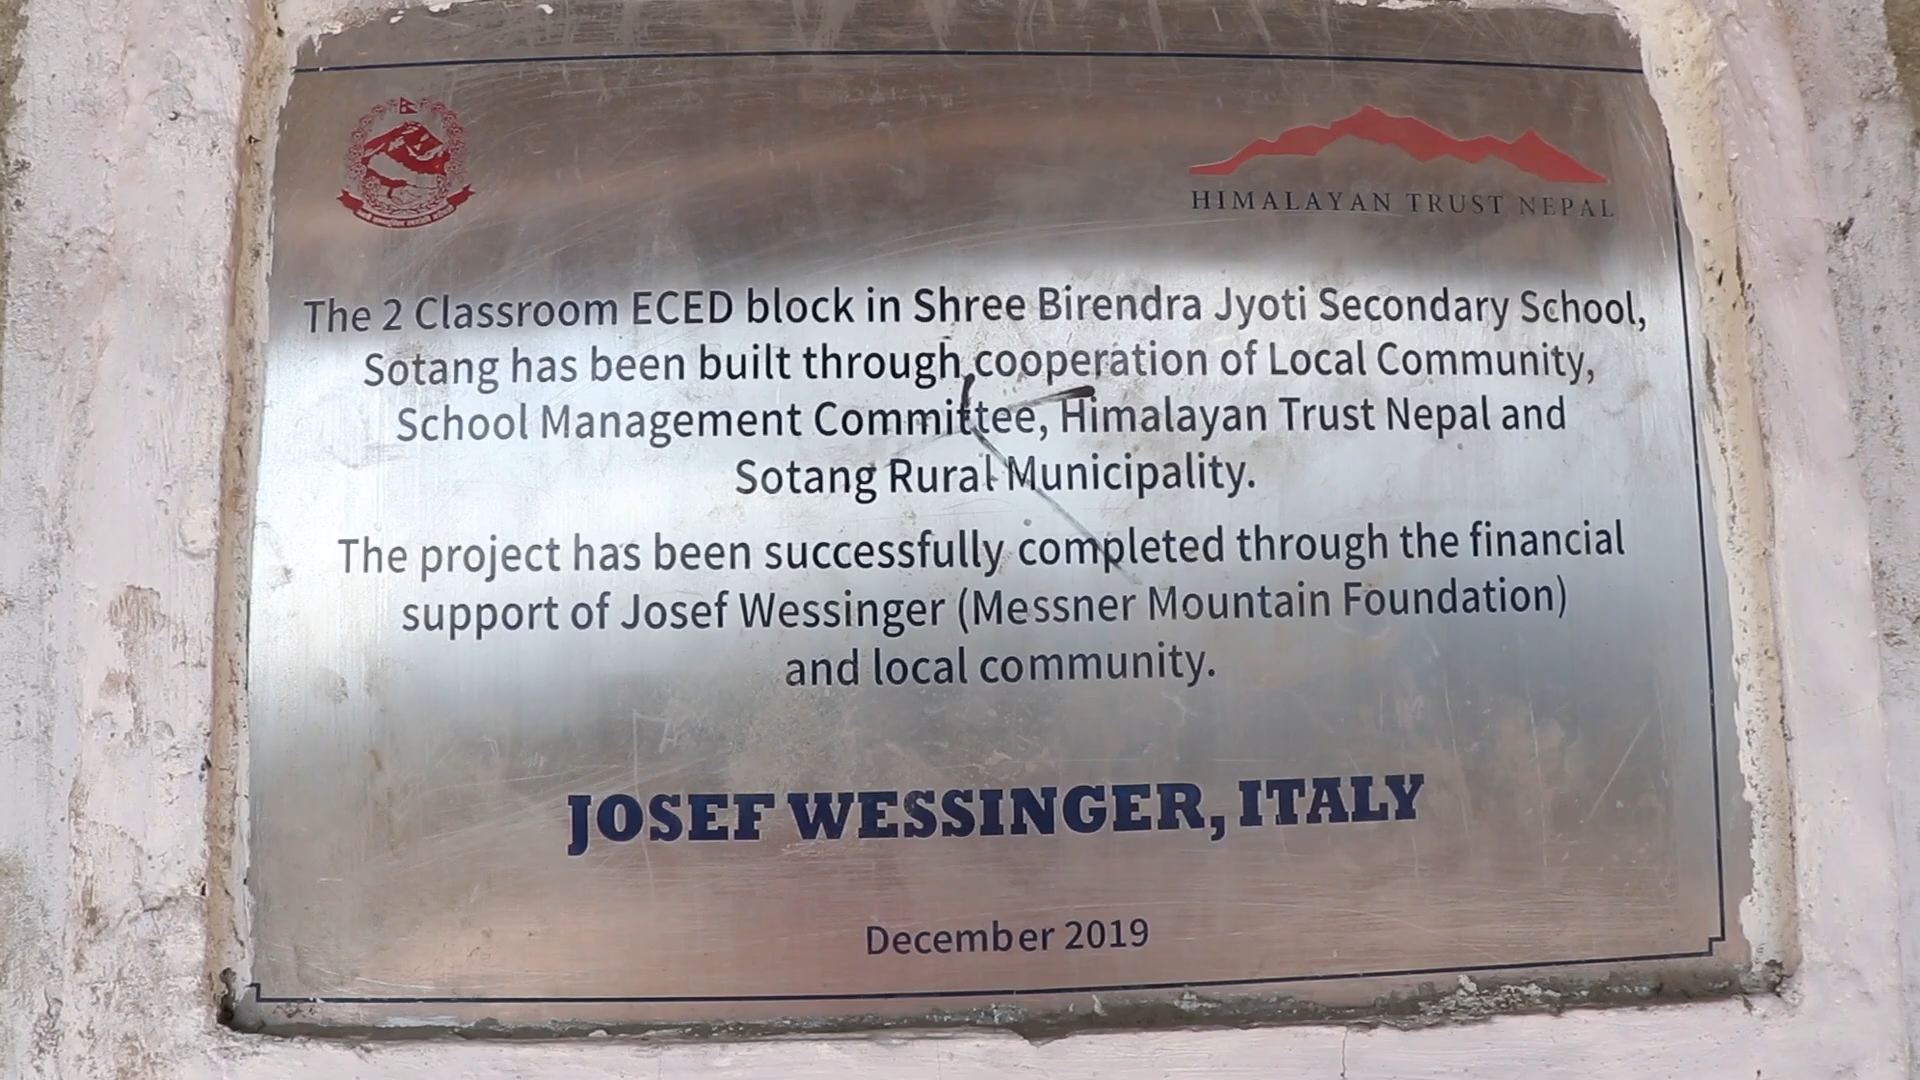 HIMALAYAN TRUST NEPAL
The 2 Classroom ECED block in Shree Birendra Jyoti Secondary School,
Sotang has been built through cooperation of Local Community,
School Management Committee, Himalayan Trust Nepal and
Sotang Rural Municipality.
The project has been successfully completed through the financial
support of Josef Wessinger (Messner Mountain Foundation)
and local community.
JOSEF WESSINGER, ITALY
December 2019